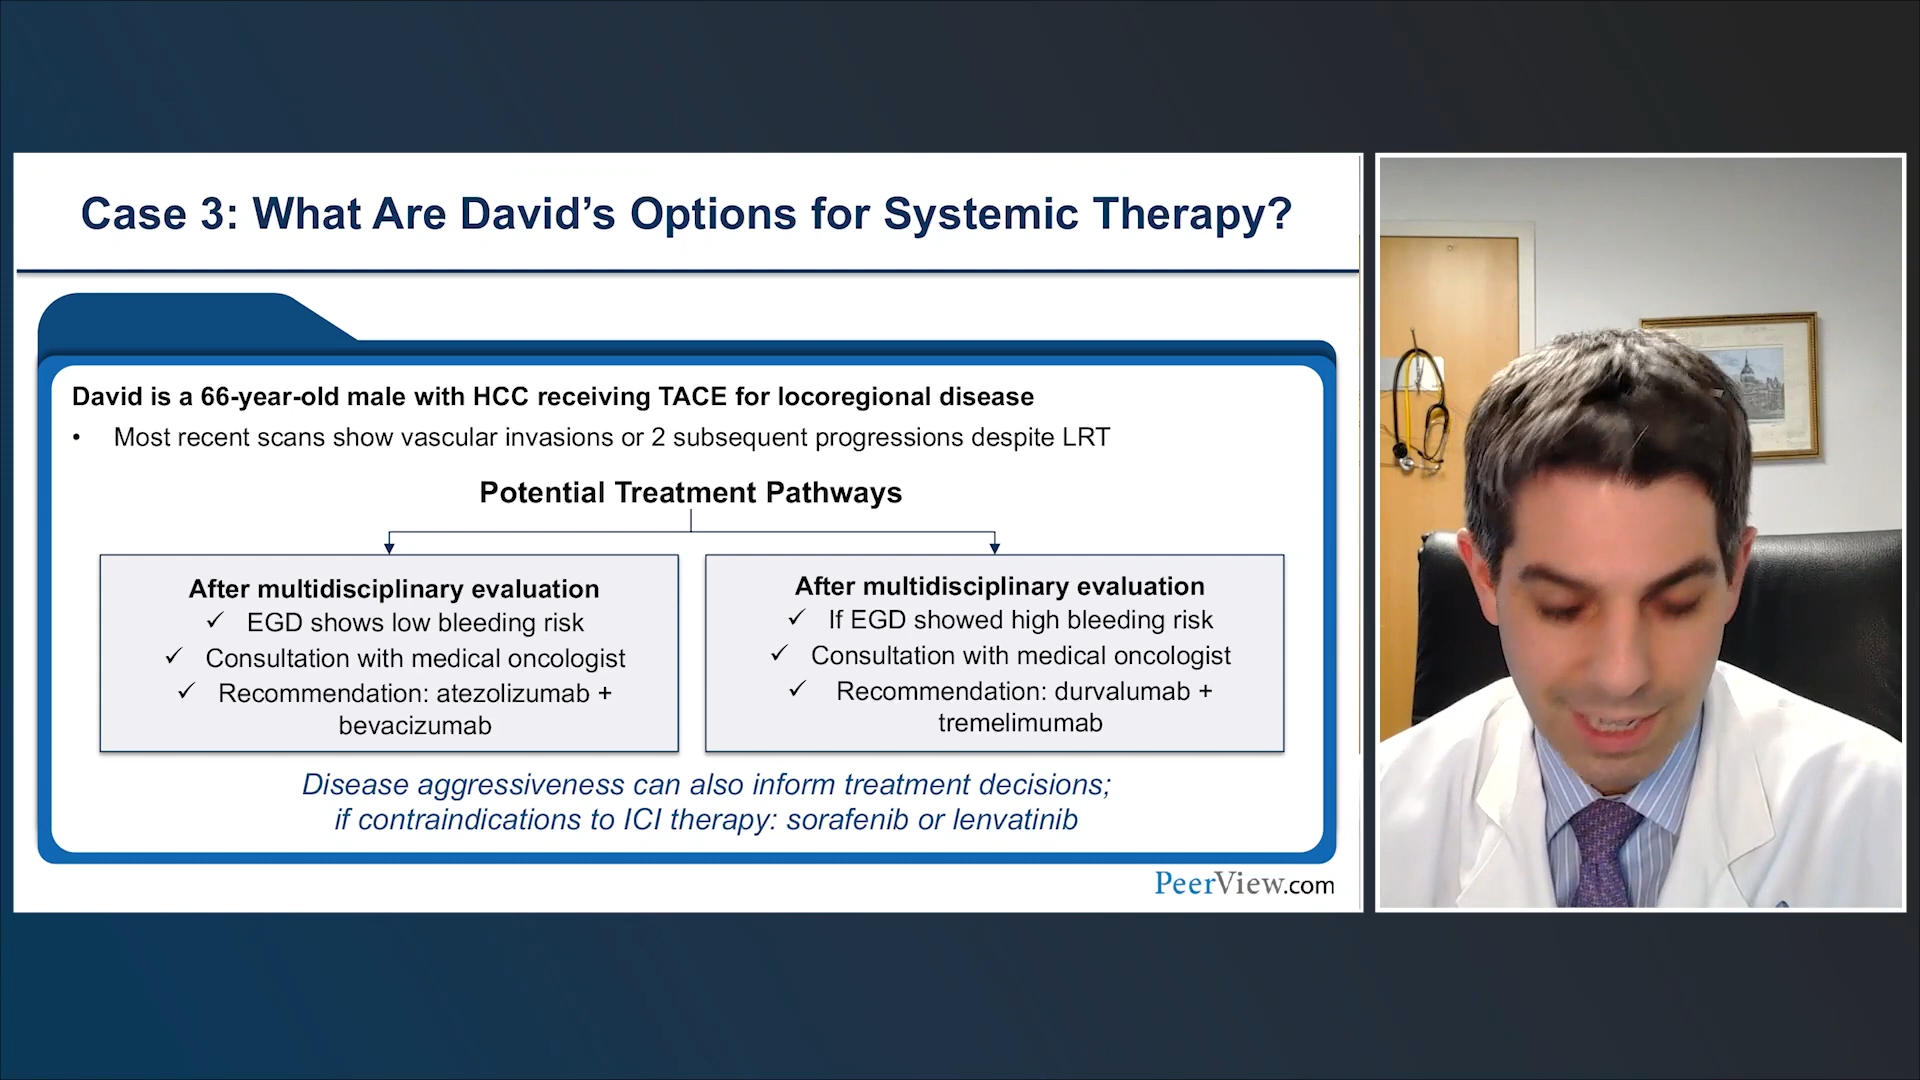 Case 3: What Are David’s Options for Systemic Therapy?
David is a 66-year-old male with HCC receiving TACE for locoregional disease
• Most recent scans show vascular invasions or 2 subsequent progressions despite LRT
Potential Treatment Pathways
After multidisciplinary evaluation
✓ EGD shows low bleeding risk
✓ Consultation with medical oncologist
✓ Recommendation: atezolizumab +
bevacizumab
After multidisciplinary evaluation
✓ If EGD showed high bleeding risk
✓ Consultation with medical oncologist
✓ Recommendation: durvalumab +
tremelimumab
Disease aggressiveness can also inform treatment decisions;
if contraindications to ICI therapy: sorafenib or lenvatinib
PeerView.com